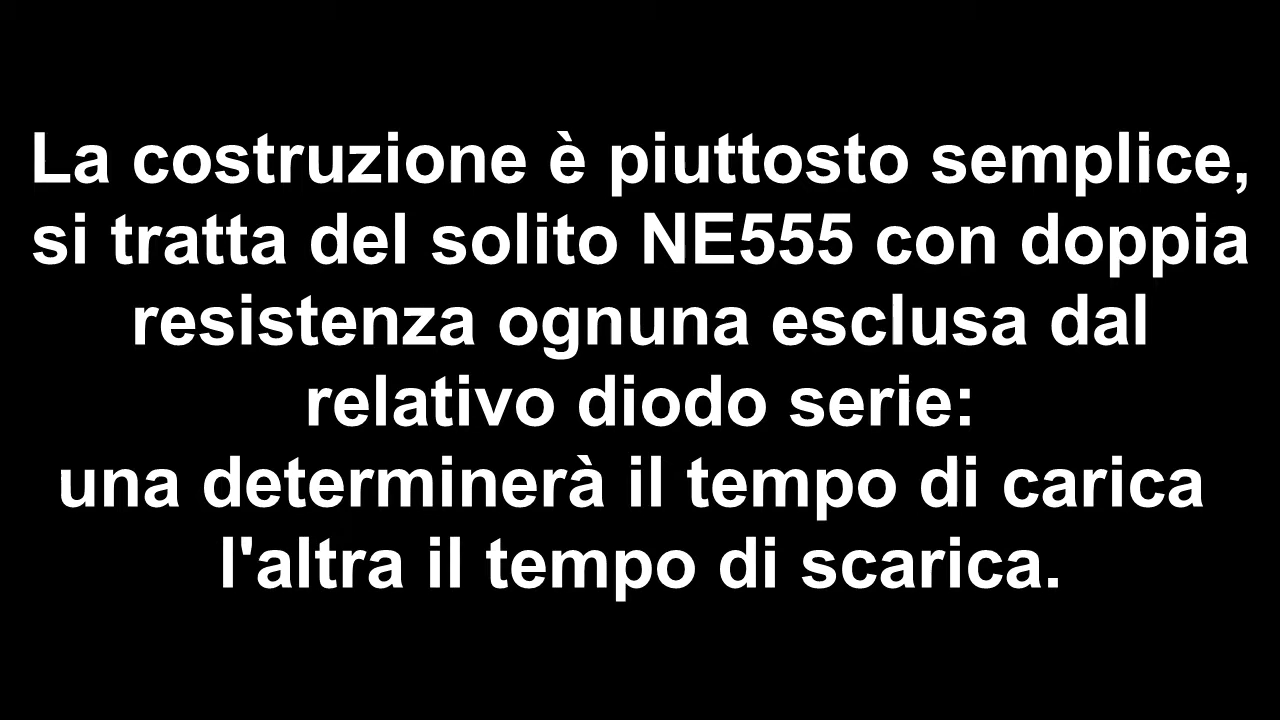 La costruzione è piuttosto semplice,
si tratta del solito NE555 con doppia
resistenza ognuna esclusa dal
relativo diodo serie:
una determinerà il tempo di carica
l'altra il tempo di scarica.